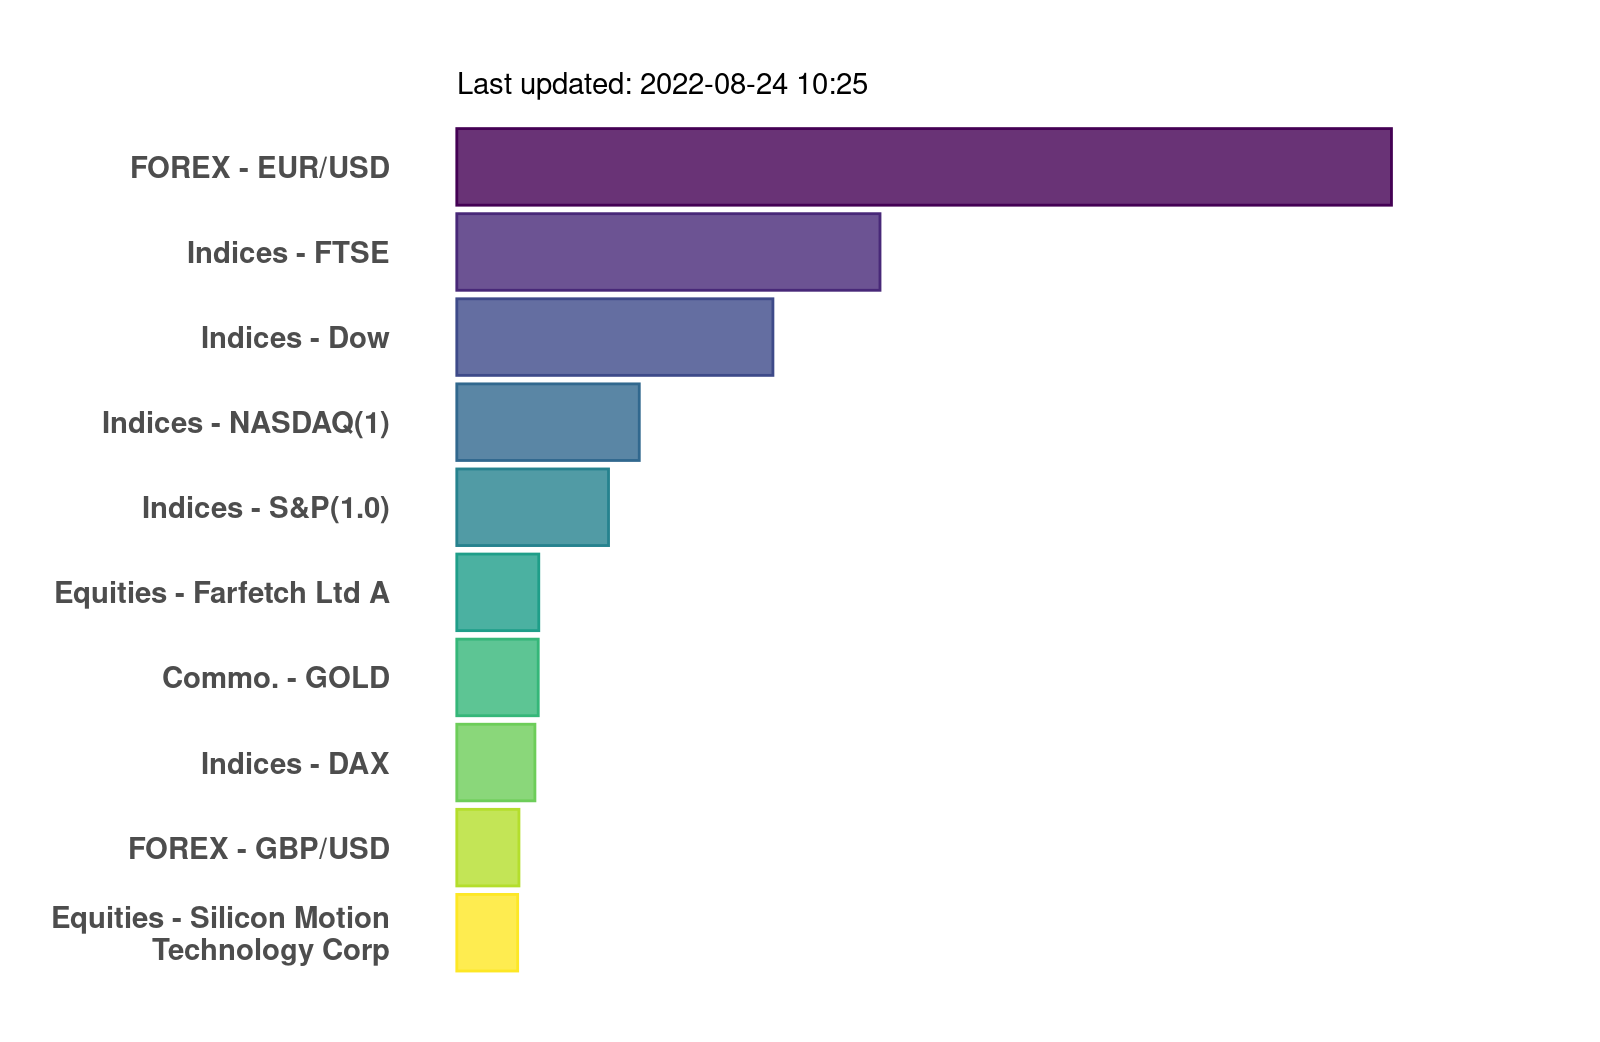 Last updated: 2022-08-24 10:25
FOREX - EUR/USD
Indices - FTSE
Indices - Dow
Indices - NASDAQ(1)
Indices - S&P(1.0)
Equities - Farfetch Ltd A
Commo. - GOLD
Indices - DAX
FOREX - GBP/USD
Equities - Silicon Motion
Technology Corp